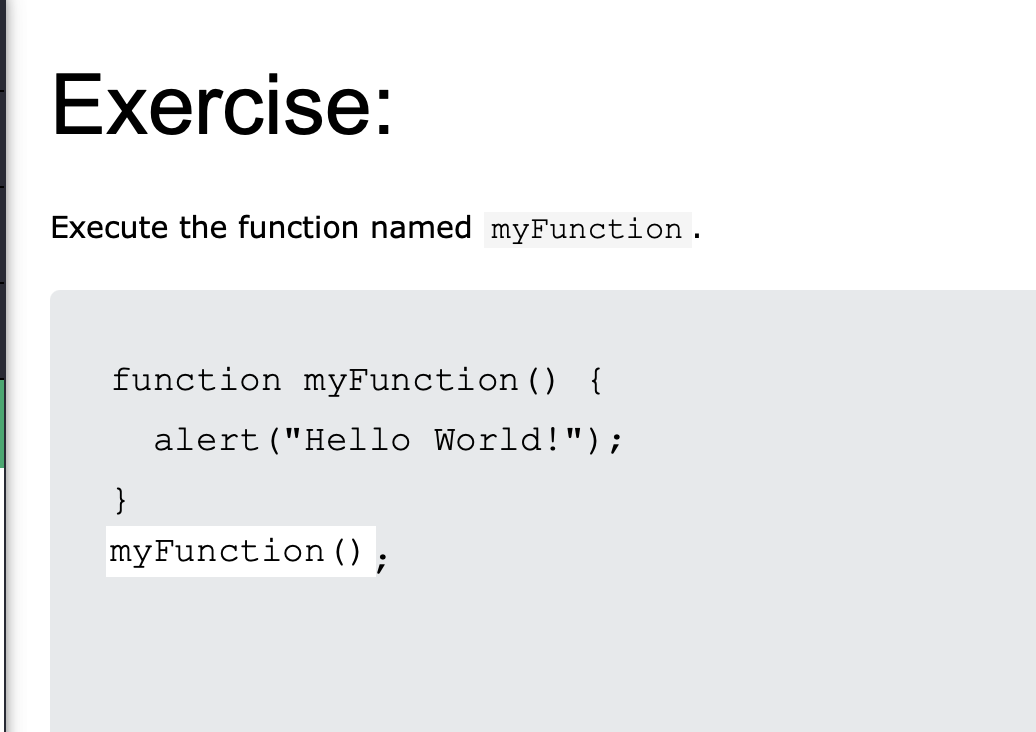 Exercise:
Execute the function named myFunction.
function myFunction() {
  alert("Hello World!");
}
myFunction();